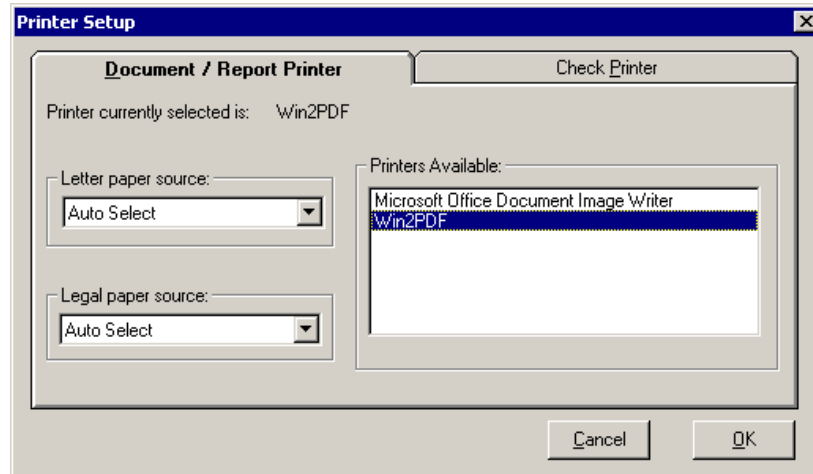 Printer Setup
Document / Report Printer
Check Printer
Printer currently selected is: Win2PDF
Letter paper source:
Auto Select
Legal paper source:
Auto Select
Printers Available:
Microsoft Office Document Image Writer
Win2PDF
Cancel
OK